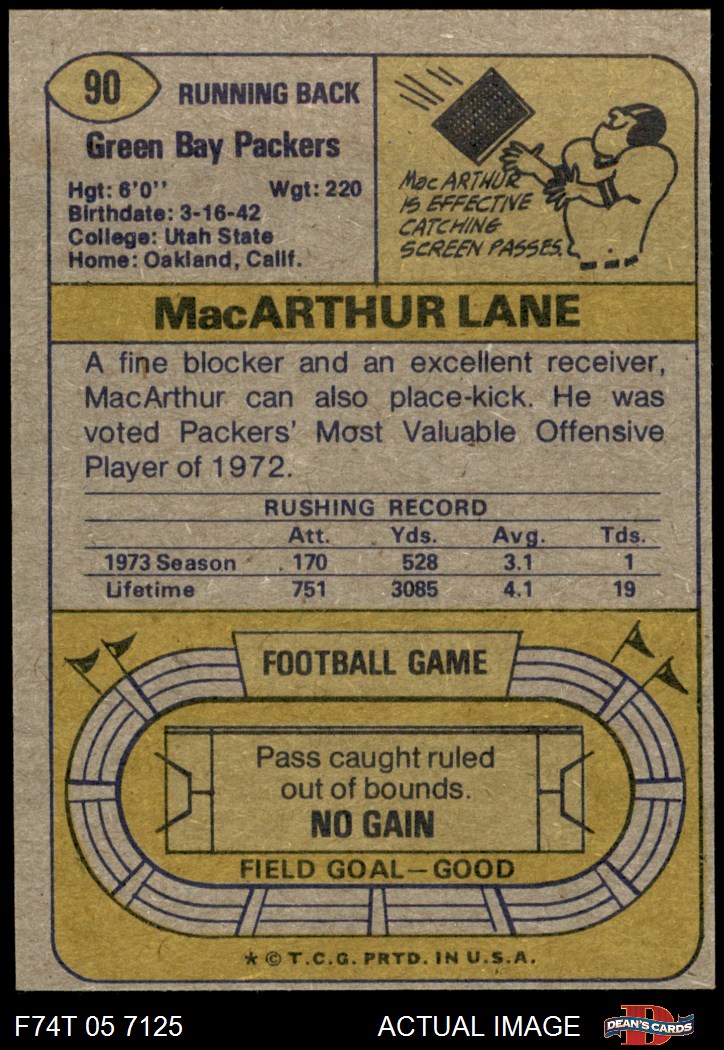 90
RUNNING BACK
Green Bay Packers
Hgt: 6'0'' Wgt: 220
Birthdate: 3-16-42
College: Utah State
Home: Oakland, Calif.
MacARTHUR
IS EFFECTIVE
CATCHING
SCREEN PASSES.
MacARTHUR LANE
A fine blocker and an excellent receiver,
MacArthur can also place-kick. He was
voted Packers' Most Valuable Offensive
Player of 1972.
RUSHING RECORD
Att. Yds. Avg. Tds.
1973 Season 170 528 3.1 1
Lifetime 751 3085 4.1 19
FOOTBALL GAME
Pass caught ruled
out of bounds.
NO GAIN
FIELD GOAL—GOOD
* © T.C.G. PRTD. IN U.S.A.
F74T 05 7125 ACTUAL IMAGE
D
DEAN'S CARDS